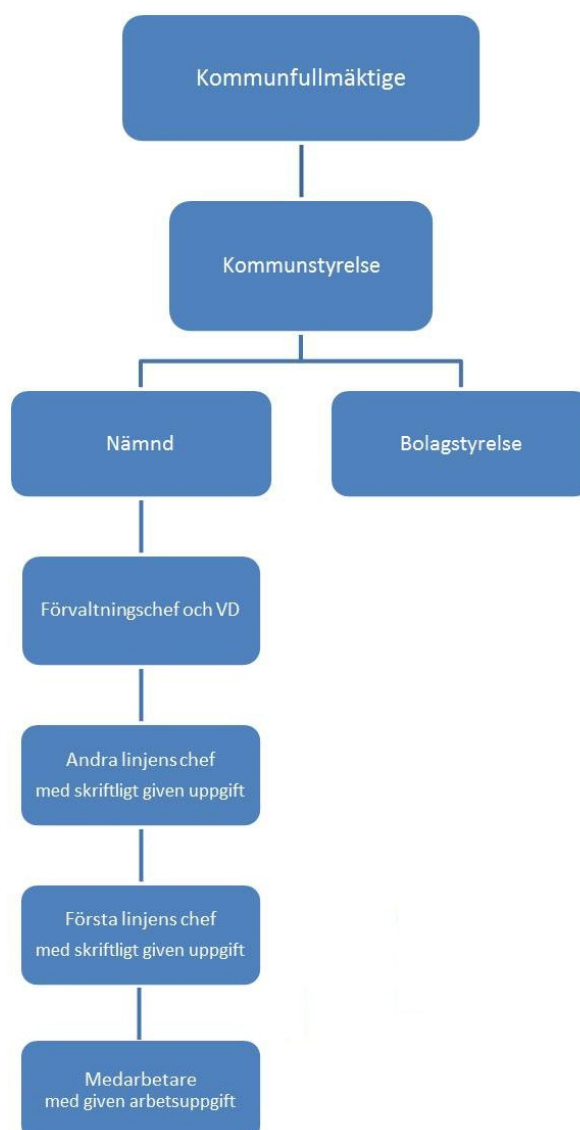 Kommunfullmäktige
Kommunstyrelse
Nämnd
Bolagstyrelse
Förvaltningschef och VD
Andra linjens chef
med skriftligt given uppgift
Första linjens chef
med skriftligt given uppgift
Medarbetare
med given arbetsuppgift